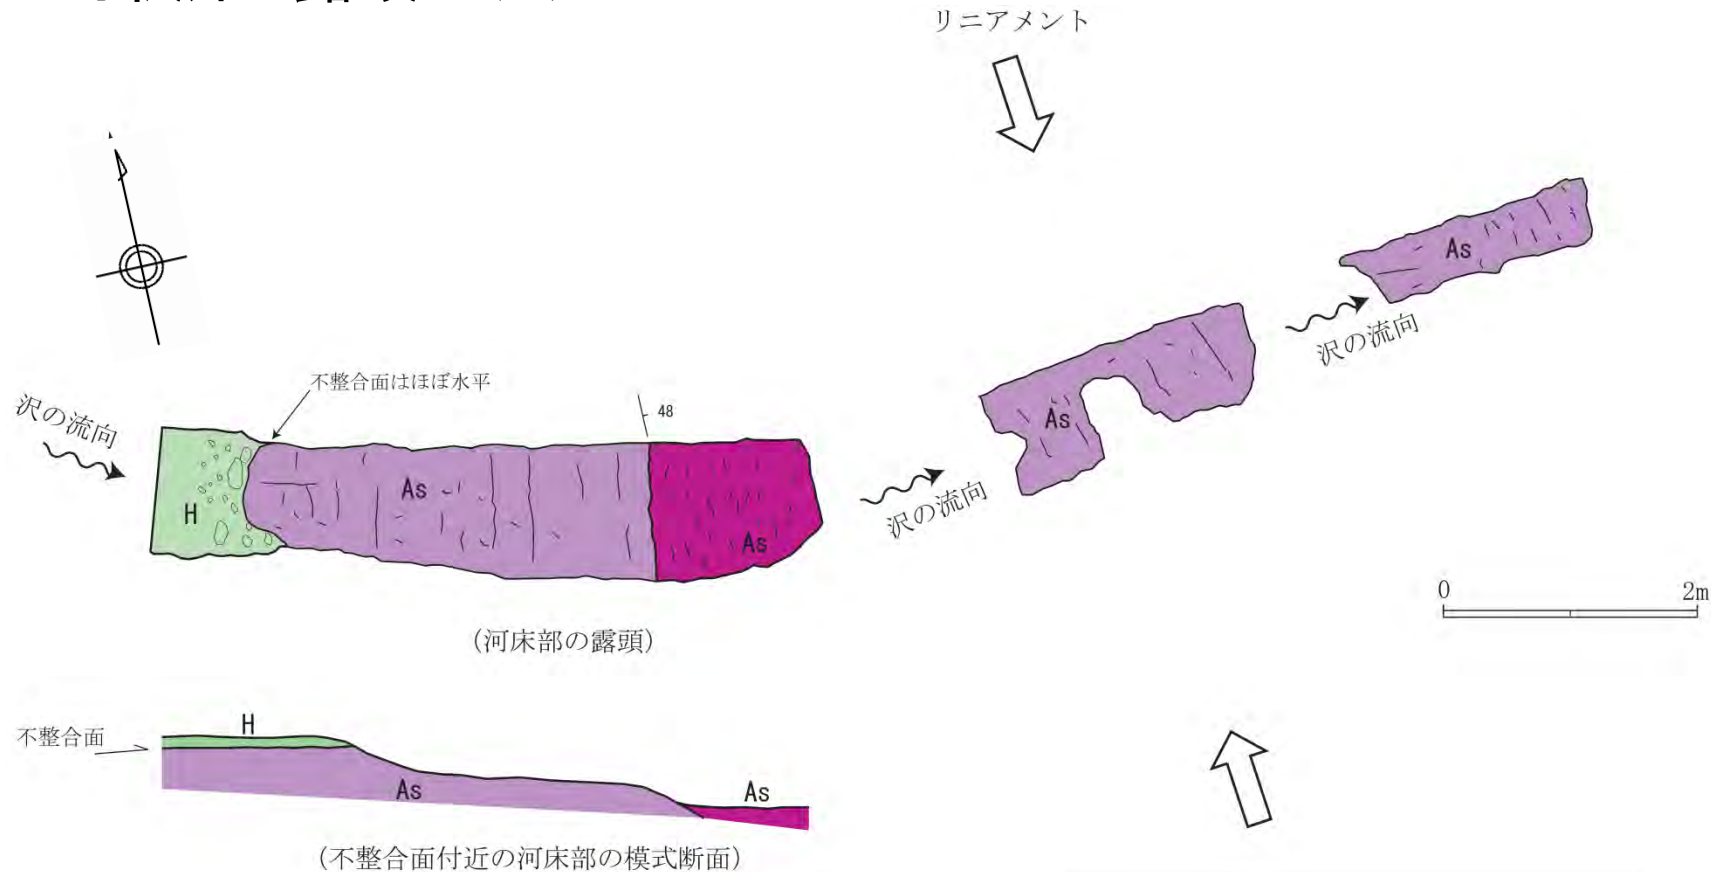 リニアメント
不整合面はほぼ水平
沢の流向
48
As
H
As
As
As
沢の流向
沢の流向
0 2m
(河床部の露頭)
不整合面
H
As
As
(不整合面付近の河床部の模式断面)